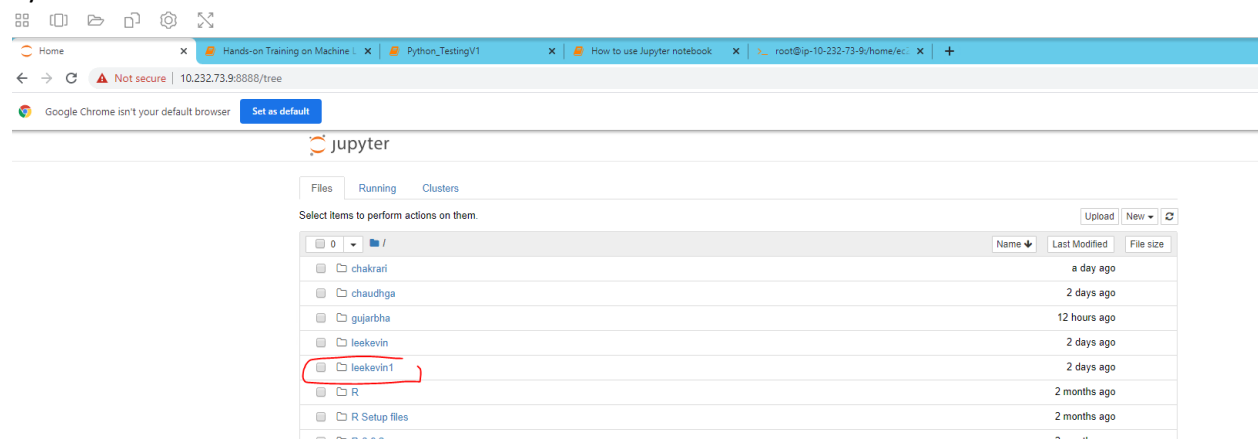 Home
Hands-on Training on Machine L
Python_TestingV1
How to use Jupyter notebook
root@ip-10-232-73-9:/home/ec
Not secure | 10.232.73.9:8888/tree
Google Chrome isn't your default browser Set as default
jupyter
Files Running Clusters
Select items to perform actions on them. Upload New
0 / Name Last Modified File size
chakrari a day ago
chaudhga 2 days ago
gujarbha 12 hours ago
leekevin 2 days ago
leekevin1 2 days ago
R 2 months ago
R Setup files 2 months ago